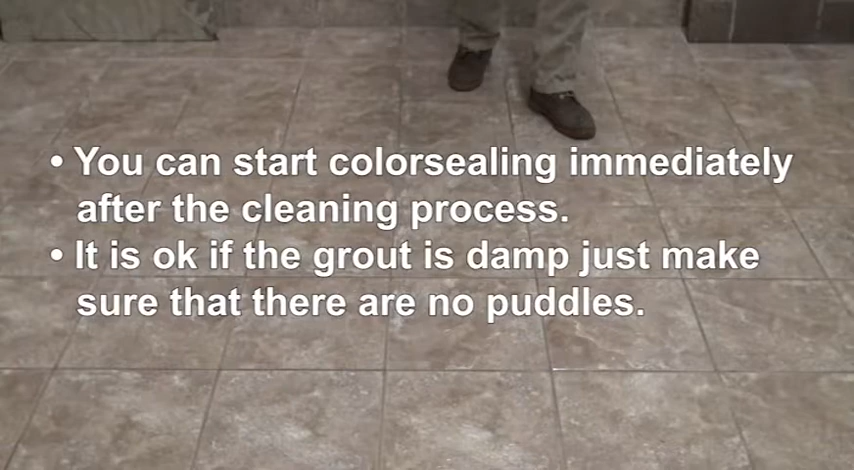 • You can start colorsealing immediately
after the cleaning process.
• It is ok if the grout is damp just make
sure that there are no puddles.